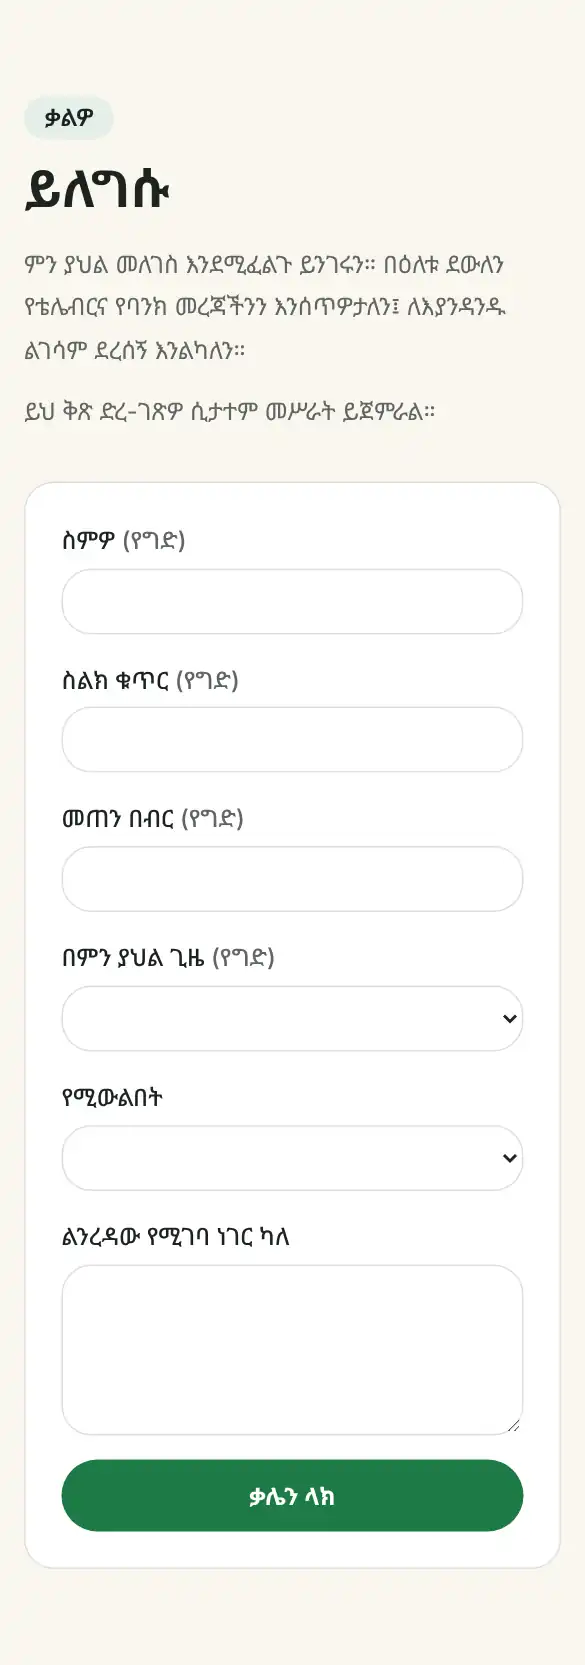 ቃልዎ
ይለግሱ
ምን ያህል መለገስ እንደሚፈልጉ ይንገሩን። በዕለቱ ደውለን
የቴሌብርና የባንክ መረጃችንን እንሰጥዎታለን፤ ለእያንዳንዱ
ልገሳም ደረሰኝ እንልካለን።
ይህ ቅጽ ድረ-ገጽዎ ሲታተም መሥራት ይጀምራል።
ስምዎ (የግድ)
ስልክ ቁጥር (የግድ)
መጠን በብር (የግድ)
በምን ያህል ጊዜ (የግድ)
የሚውልበት
ልንረዳው የሚገባ ነገር ካለ
ቃሌን ላክ